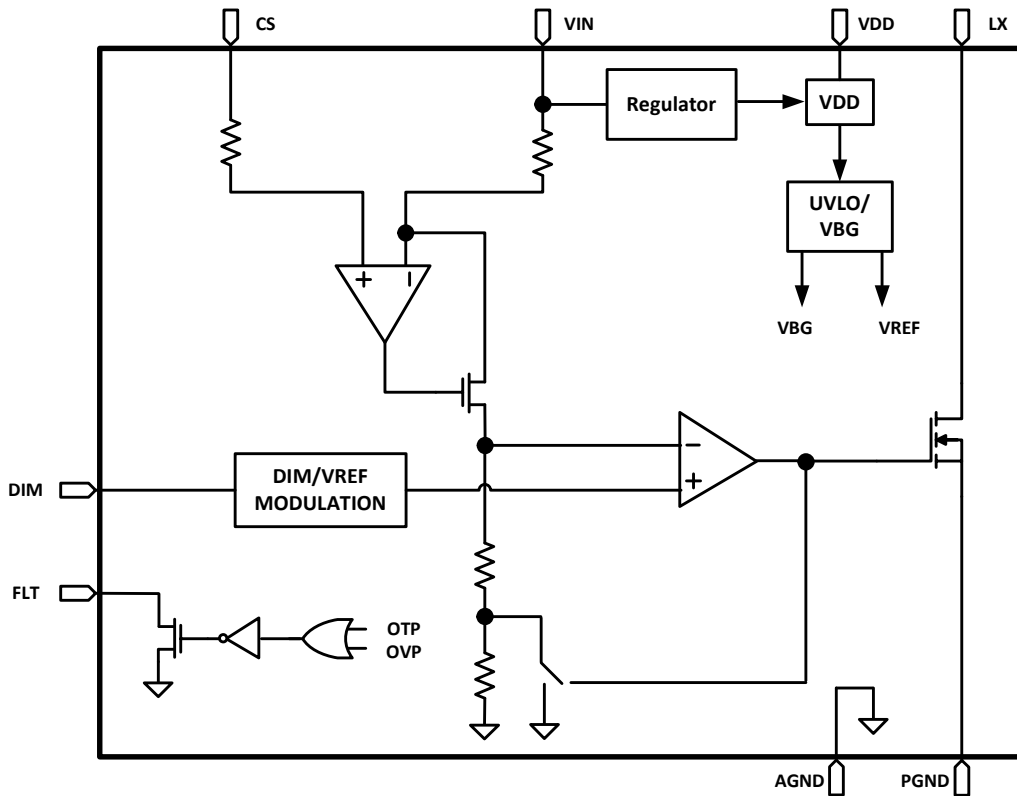 CS
VIN
VDD
LX
Regulator
VDD
UVLO/
VBG
+
−
VBG
VREF
−
+
DIM
DIM/VREF
MODULATION
FLT
OTP
OVP
AGND
PGND